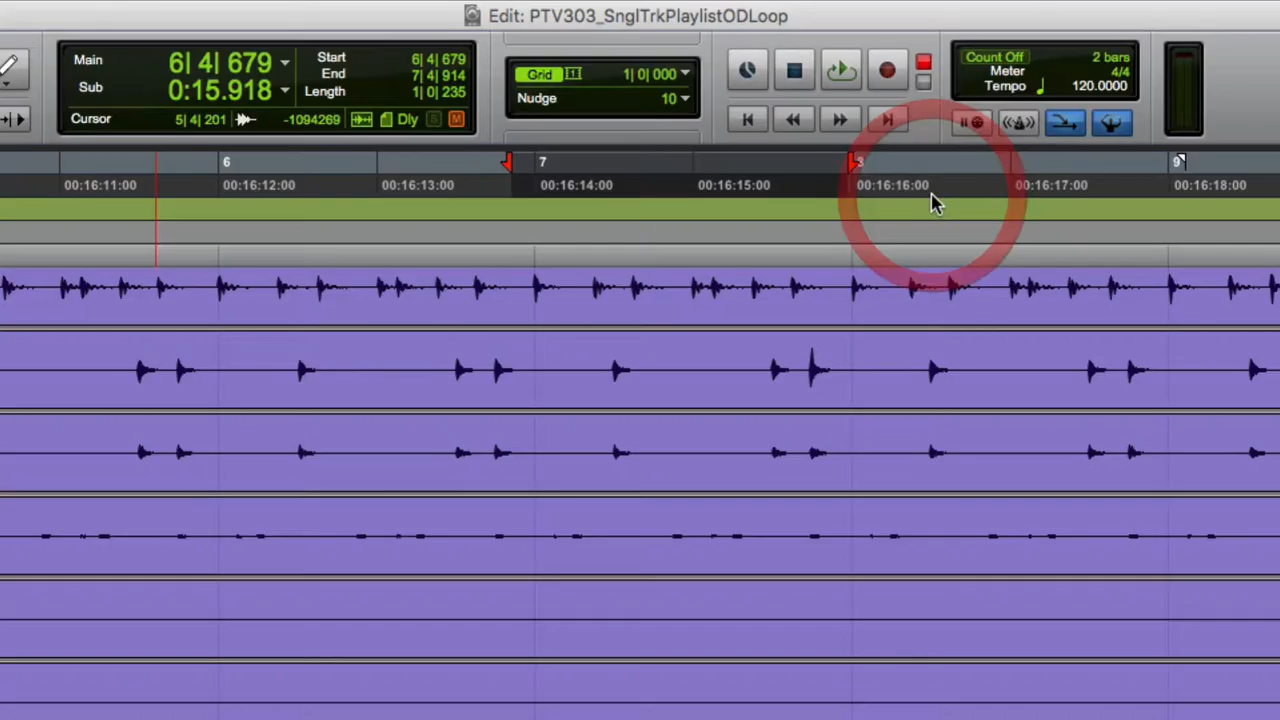 Edit: PTV303_SnglTrkPlaylistODLoop
Main 6| 4| 679
Sub 0:15.918
Start 6| 4| 679
End 7| 4| 914
Length 1| 0| 235
Cursor 5| 4| 201 -1094269 Dly S M
Grid 1| 0| 000
Nudge 10
Count Off 2 bars
Meter 4/4
Tempo 120.0000
6 7 8 9
00:16:11:00 00:16:12:00 00:16:13:00 00:16:14:00 00:16:15:00 00:16:16:00 00:16:17:00 00:16:18:00